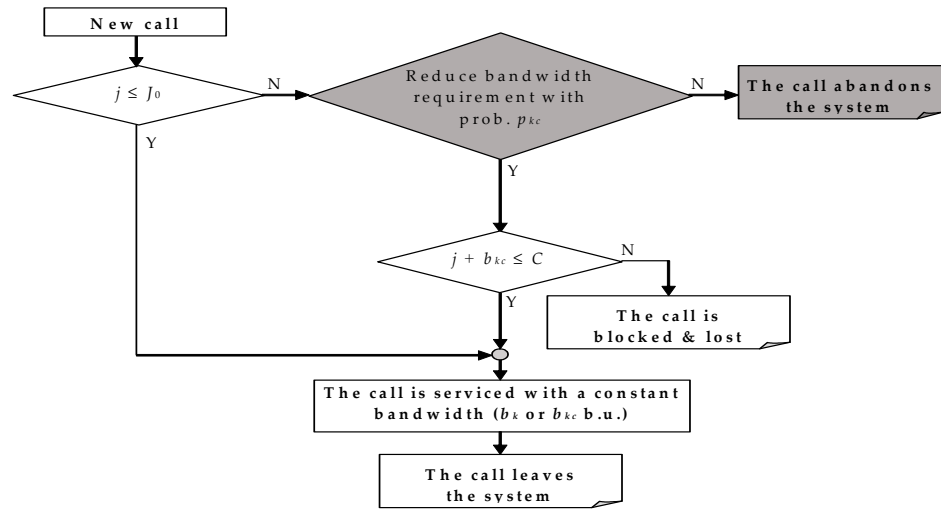 New call
j ≤ J₀
N
Y
Reduce bandwidth
requirement with
prob. pₖc
N
The call abandons
the system
Y
j + bₖc ≤ C
N
Y
The call is
blocked & lost
The call is serviced with a constant
bandwidth (bₖ or bₖc b.u.)
The call leaves
the system